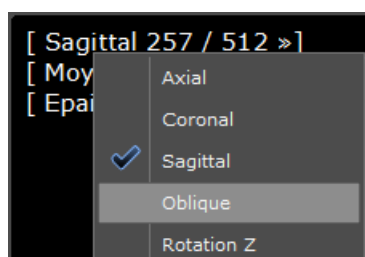 [ Sagittal 257 / 512 »]
[ Moy
[ Epai
Axial
Coronal
Sagittal
Oblique
Rotation Z